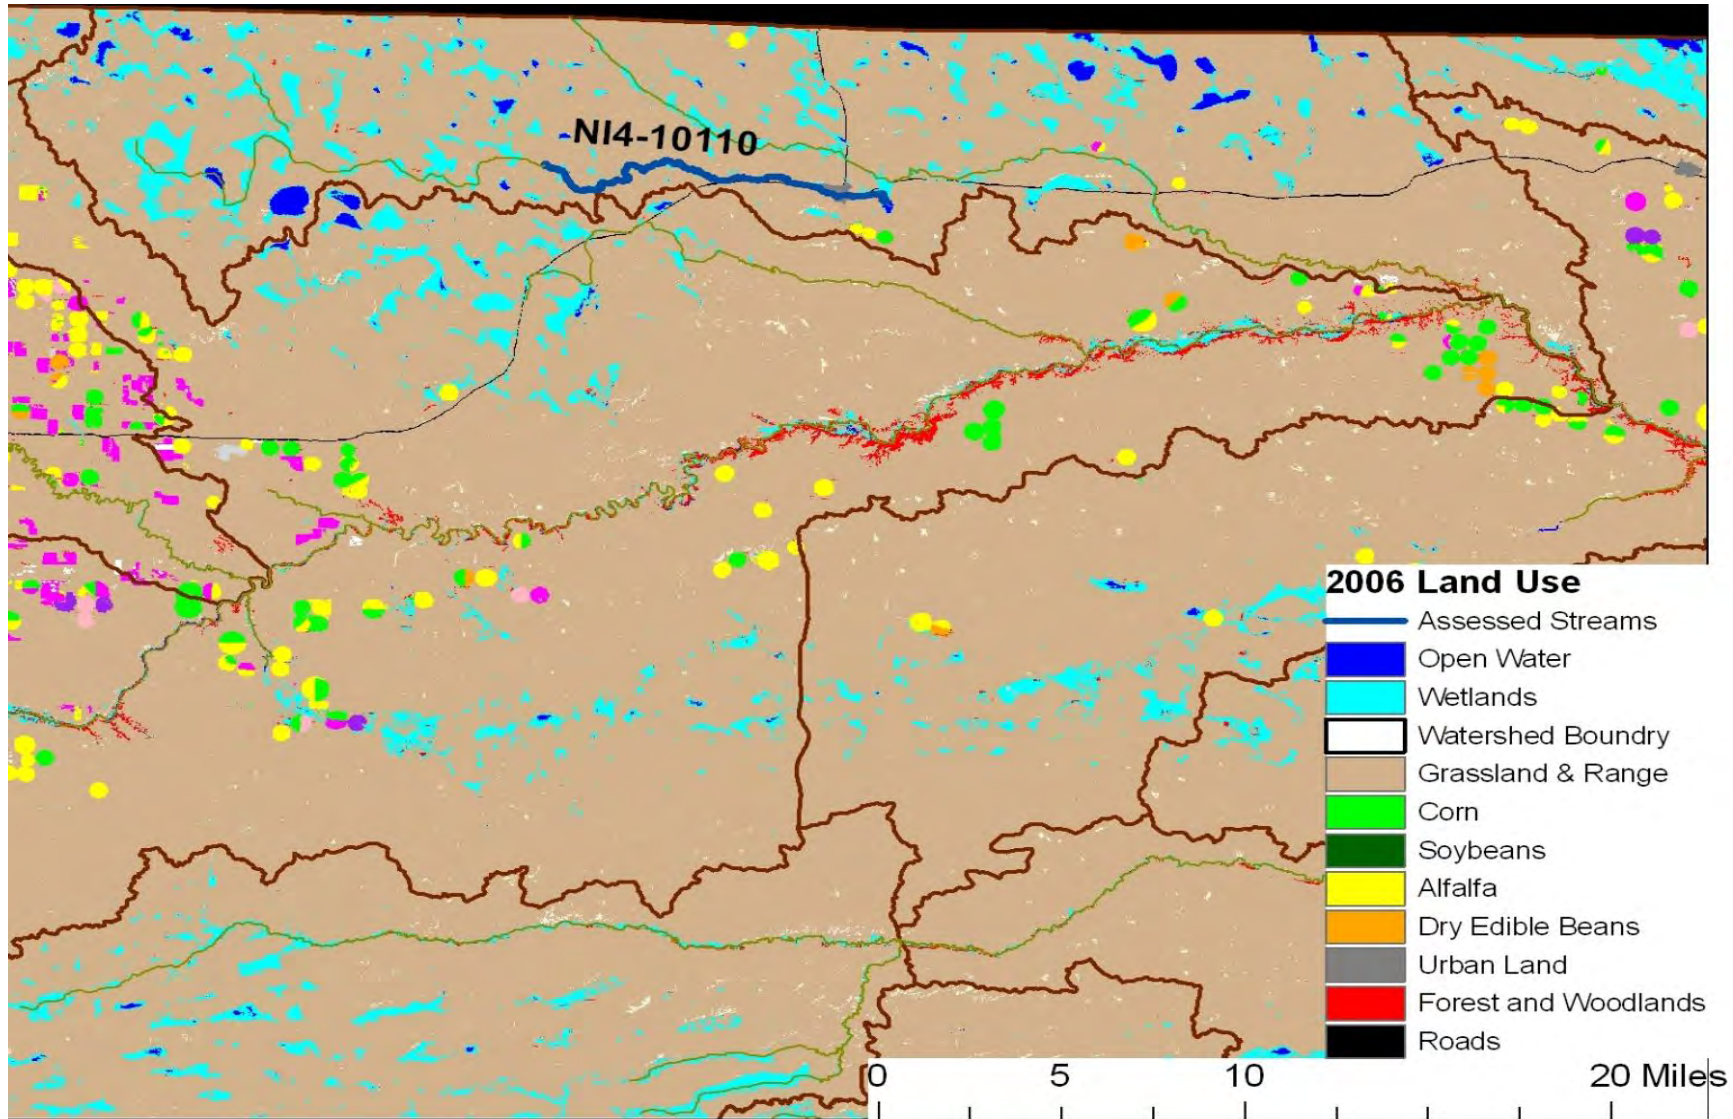 NI4-10110
2006 Land Use
Assessed Streams
Open Water
Wetlands
Watershed Boundry
Grassland & Range
Corn
Soybeans
Alfalfa
Dry Edible Beans
Urban Land
Forest and Woodlands
Roads
0 5 10 20 Miles